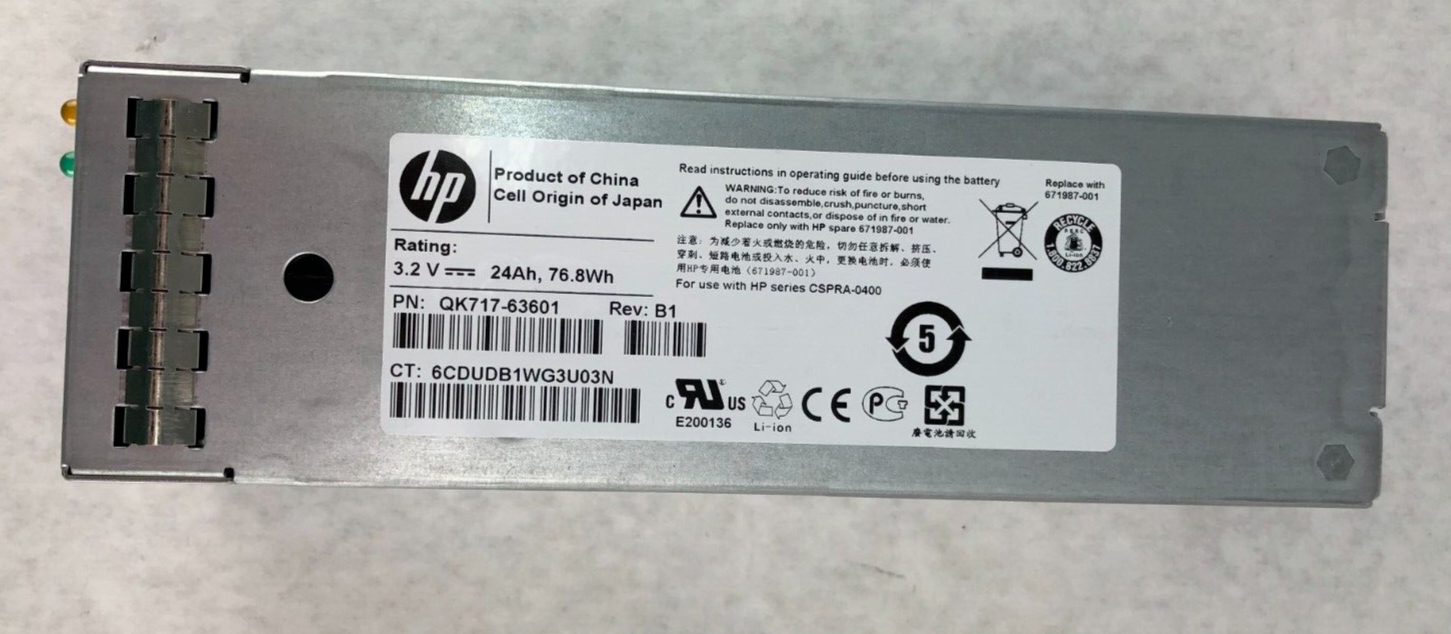 hp
Product of China
Cell Origin of Japan
Rating:
3.2 V 24Ah, 76.8Wh
PN: QK717-63601 Rev: B1
CT: 6CDUDB1WG3U03N
Read instructions in operating guide before using the battery
WARNING:To reduce risk of fire or burns,
do not disassemble,crush,puncture,short
external contacts,or dispose of in fire or water.
Replace only with HP spare 671987-001
注意: 为减少着火或燃烧的危险, 切勿任意拆解、挤压、
穿刺、短路电池或投入水、火中, 更换电池时, 必须使
用HP专用电池 (671987-001)
For use with HP series CSPRA-0400
Replace with
671987-001
RECYCLE
Li-ion
1.800.822.8837
5
C RU ® US
E200136
Li-ion
CE
PG
廢電池請回收